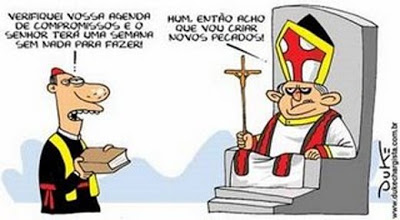 VERIFIQUEI VOSSA AGENDA
DE COMPROMISSOS E O
SENHOR TERÁ UMA SEMANA
SEM NADA PARA FAZER!
HUM. ENTÃO ACHO
QUE VOU CRIAR
NOVOS PECADOS!
DUKE
www.dukechargista.com.br